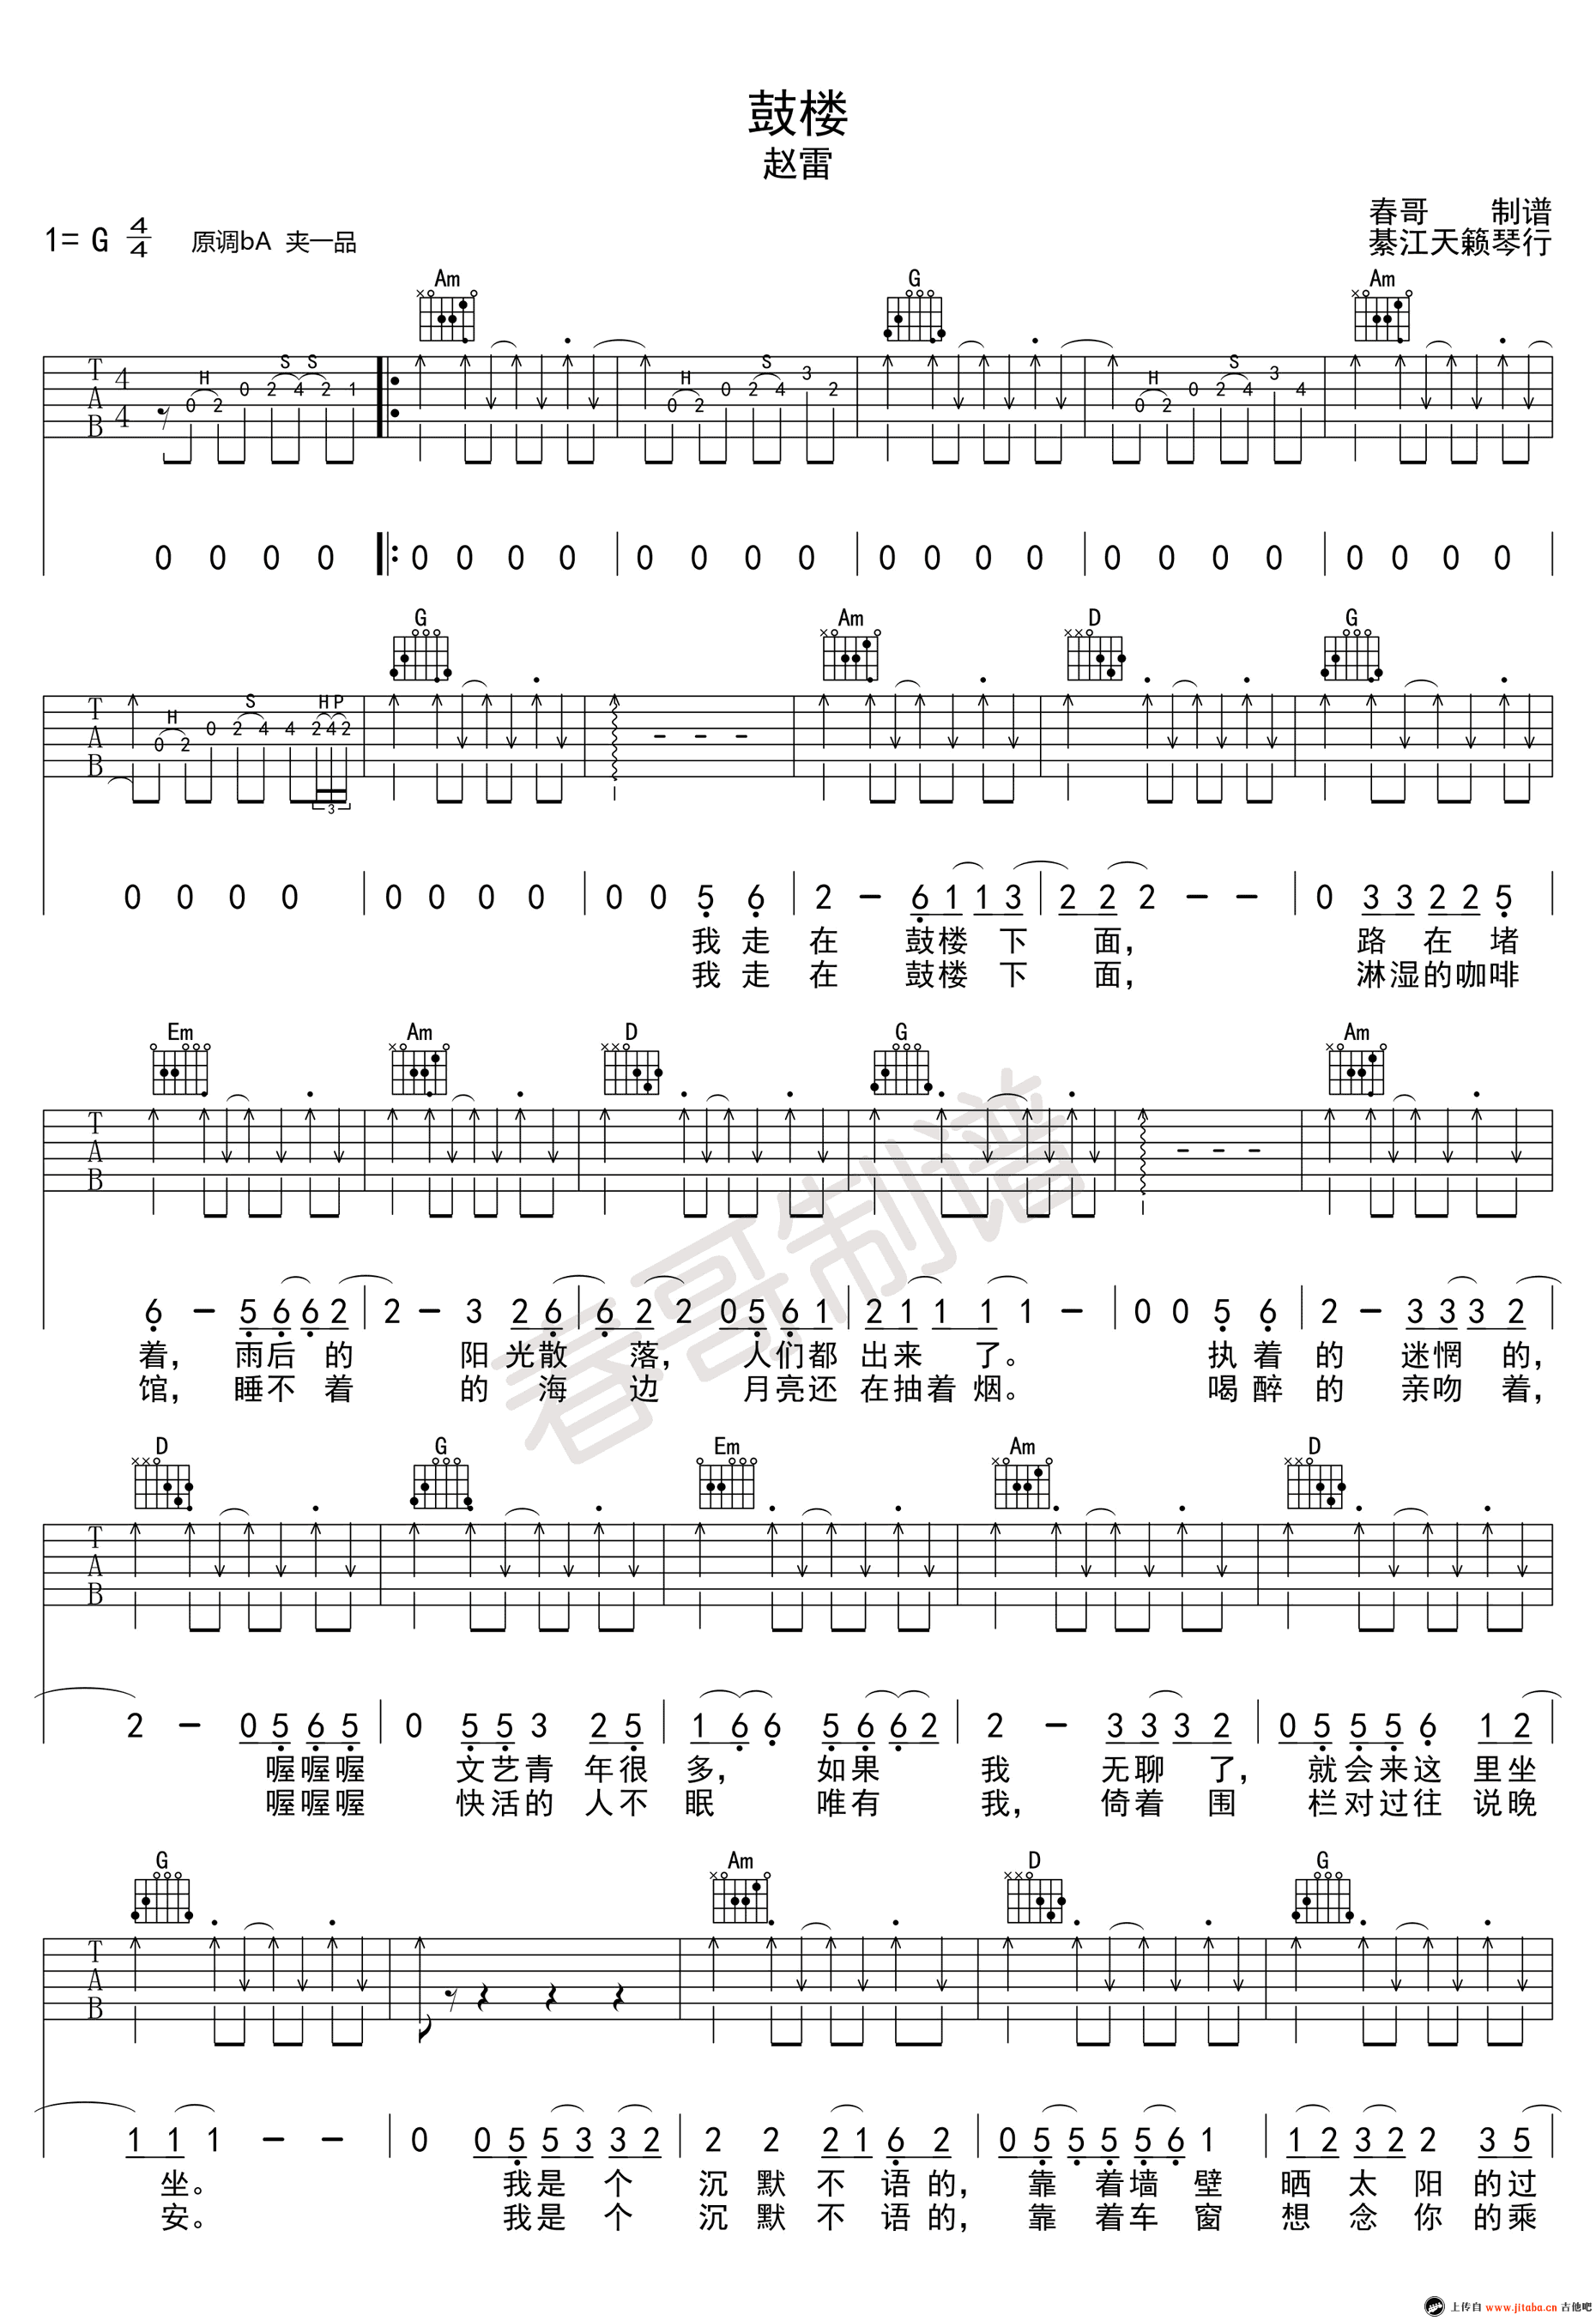 鼓楼
赵雷
春哥 制谱
綦江天籁琴行
1= G 4/4 原调bA 夹一品
Am G Am
T A B 4 4 0 H 2 0 2 S 4 S 2 1 0 H 2 0 2 S 4 3 2 0 H 2 0 2 S 4 3 4
0 0 0 0 0 0 0 0 0 0 0 0 0 0 0 0 0 0 0 0 0 0 0 0
G Am D G
T A B 0 H 2 0 2 S 4 4 2 H 4 P 2 - - -
3
0 0 0 0 0 0 0 0 0 0 5 6 2 - 6 1 1 3 2 2 2 - - 0 3 3 2 2 5
我 走 在 鼓楼 下 面， 路 在 堵
我 走 在 鼓楼 下 面， 淋湿的咖啡
Em Am D G Am
T A B - - -
6 - 5 6 6 2 2 - 3 2 6 6 2 2 0 5 6 1 2 1 1 1 1 - 0 0 5 6 2 - 3 3 3 2
着， 雨后 的 阳 光散 落， 人们都 出来 了。 执 着 的 迷惘 的，
馆， 睡不 着 的 海 边 月亮还 在抽着 烟。 喝 醉 的 亲吻 着，
春哥制谱
D G Em Am D
T A B
2 - 0 5 6 5 0 5 5 3 2 5 1 6 6 5 6 6 2 2 - 3 3 3 2 0 5 5 5 6 1 2
喔喔喔 文艺青 年很 多， 如果 我 无聊 了， 就会来这 里坐
喔喔喔 快活的 人不 眠 唯有 我， 倚着 围 栏对过往 说晚
G Am D G
T A B
1 1 1 - - 0 0 5 5 3 3 2 2 2 2 1 6 2 0 5 5 5 5 6 1 1 2 3 2 2 3 5
坐。 我是 个 沉 默 不 语的， 靠 着墙 壁 晒 太 阳 的过
安。 我是 个 沉 默 不 语的， 靠 着车 窗 想 念 你 的乘
上传自 www.jitaba.cn 吉他吧